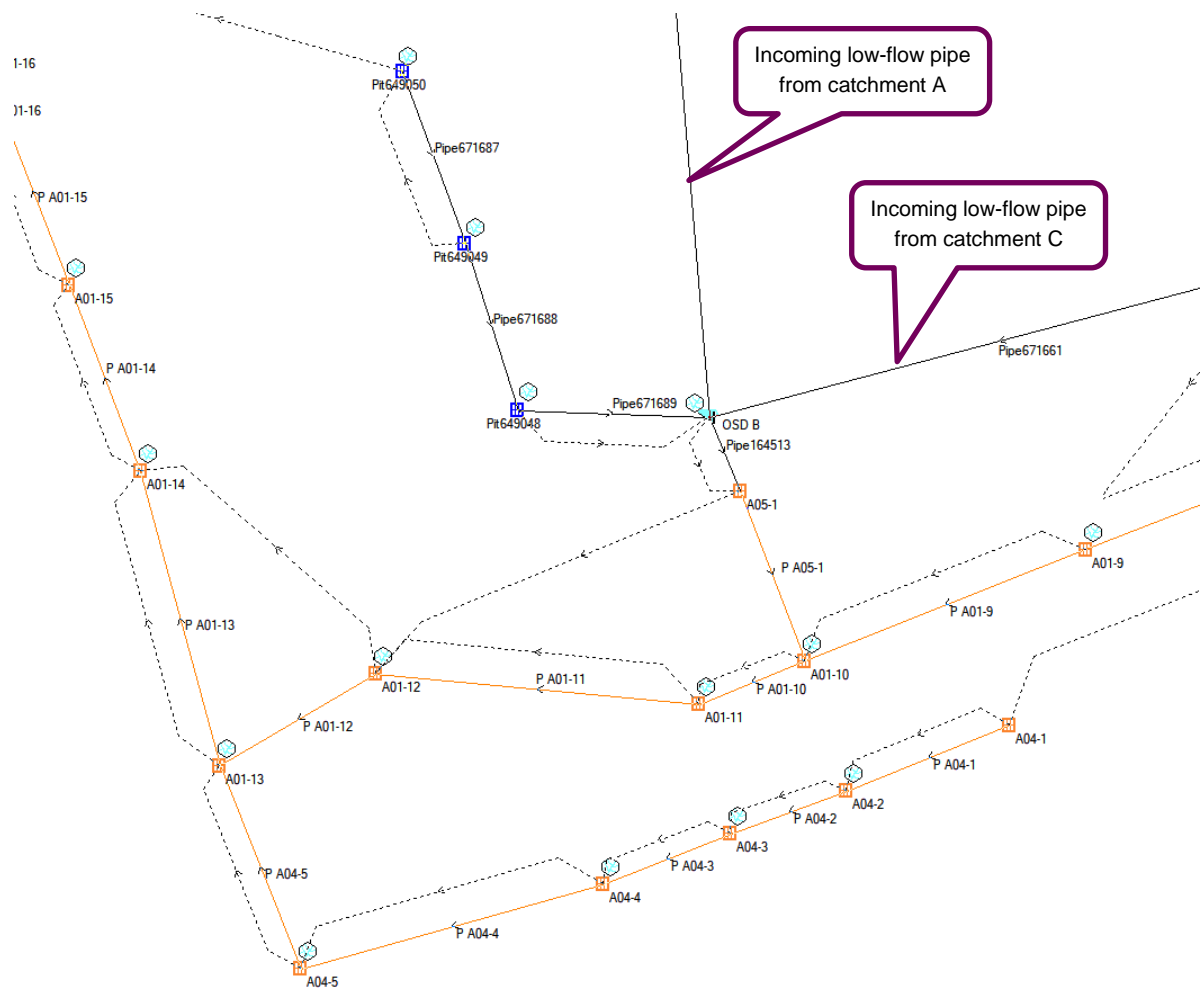 Incoming low-flow pipe
from catchment A
1-16
Pit649050
01-16
Pipe671687
P A01-15
Incoming low-flow pipe
from catchment C
Pit649049
A01-15
Pipe671688
Pipe671661
P A01-14
Pipe671689
Pit649048
OSD B
Pipe164513
A01-14
A05-1
A01-9
P A05-1
P A01-9
P A01-13
A01-10
A01-12
P A01-11
P A01-10
A01-11
P A01-12
A04-1
P A04-1
A01-13
A04-2
P A04-2
A04-3
P A04-3
P A04-5
A04-4
P A04-4
A04-5